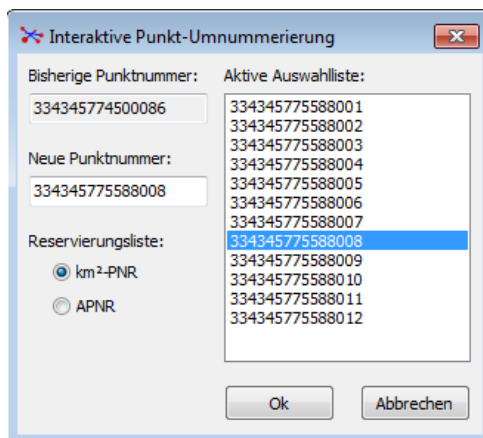 Interaktive Punkt-Umnummerierung
Bisherige Punktnummer:
334345774500086
Neue Punktnummer:
334345775588008
Reservierungsliste:
km²-PNR
APNR
Aktive Auswahlliste:
334345775588001
334345775588002
334345775588003
334345775588004
334345775588005
334345775588006
334345775588007
334345775588008
334345775588009
334345775588010
334345775588011
334345775588012
Ok
Abbrechen